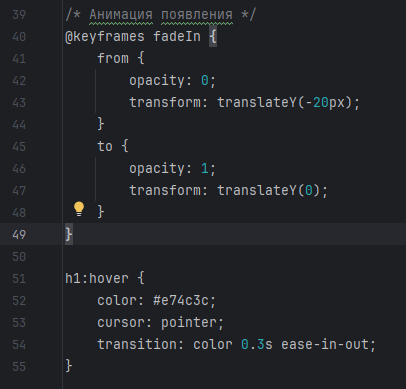 39 /* Анимация появления */
40 @keyframes fadeIn {
41     from {
42         opacity: 0;
43         transform: translateY(-20px);
44     }
45     to {
46         opacity: 1;
47         transform: translateY(0);
48     }
49 }
50
51 h1:hover {
52     color: #e74c3c;
53     cursor: pointer;
54     transition: color 0.3s ease-in-out;
55 }